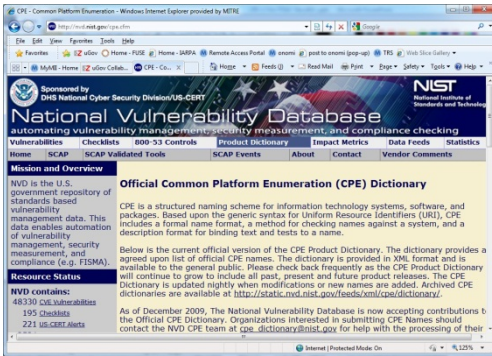 CPE - Common Platform Enumeration - Windows Internet Explorer provided by MITRE
http://nvd.nist.gov/cpe.cfm
Google
File Edit View Favorites Tools Help
Favorites uGov Home - FUSE Home - IARPA Remote Access Portal onomi post to onomi (pop-up) TRS Web Slice Gallery
MyMII - Home uGov Collab... CPE - Co... X Home Feeds (J) Read Mail Print Page Safety Tools Help
Sponsored by
DHS National Cyber Security Division/US-CERT
NIST
National Institute of
Standards and Technology
National Vulnerability Database
automating vulnerability management, security measurement, and compliance checking
Vulnerabilities Checklists 800-53 Controls Product Dictionary Impact Metrics Data Feeds Statistics
Home SCAP SCAP Validated Tools SCAP Events About Contact Vendor Comments
Mission and Overview
NVD is the U.S.
government repository of
standards based
vulnerability
management data. This
data enables automation
of vulnerability
management, security
measurement, and
compliance (e.g. FISMA).
Resource Status
NVD contains:
48330 CVE Vulnerabilities
195 Checklists
221 US-CERT Alerts
Official Common Platform Enumeration (CPE) Dictionary
CPE is a structured naming scheme for information technology systems, software, and
packages. Based upon the generic syntax for Uniform Resource Identifiers (URI), CPE
includes a formal name format, a method for checking names against a system, and a
description format for binding text and tests to a name.
Below is the current official version of the CPE Product Dictionary. The dictionary provides a
agreed upon list of official CPE names. The dictionary is provided in XML format and is
available to the general public. Please check back frequently as the CPE Product Dictionary
will continue to grow to include all past, present and future product releases. The CPE
Dictionary is updated nightly when modifications or new names are added. Archived CPE
dictionaries are available at http://static.nvd.nist.gov/feeds/xml/cpe/dictionary/.
As of December 2009, The National Vulnerability Database is now accepting contributions t
the Official CPE Dictionary. Organizations interested in submitting CPE Names should
contact the NVD CPE team at cpe_dictionary@nist.gov for help with the processing of their
Internet | Protected Mode: On 125%